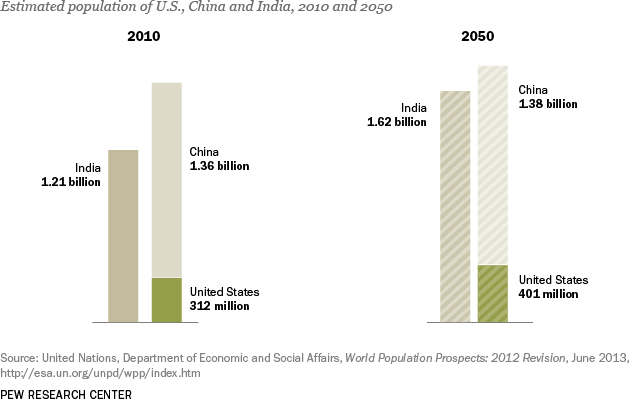 Estimated population of U.S., China and India, 2010 and 2050
2010
2050
India
1.21 billion
China
1.36 billion
United States
312 million
India
1.62 billion
China
1.38 billion
United States
401 million
Source: United Nations, Department of Economic and Social Affairs, World Population Prospects: 2012 Revision, June 2013,
http://esa.un.org/unpd/wpp/index.htm
PEW RESEARCH CENTER